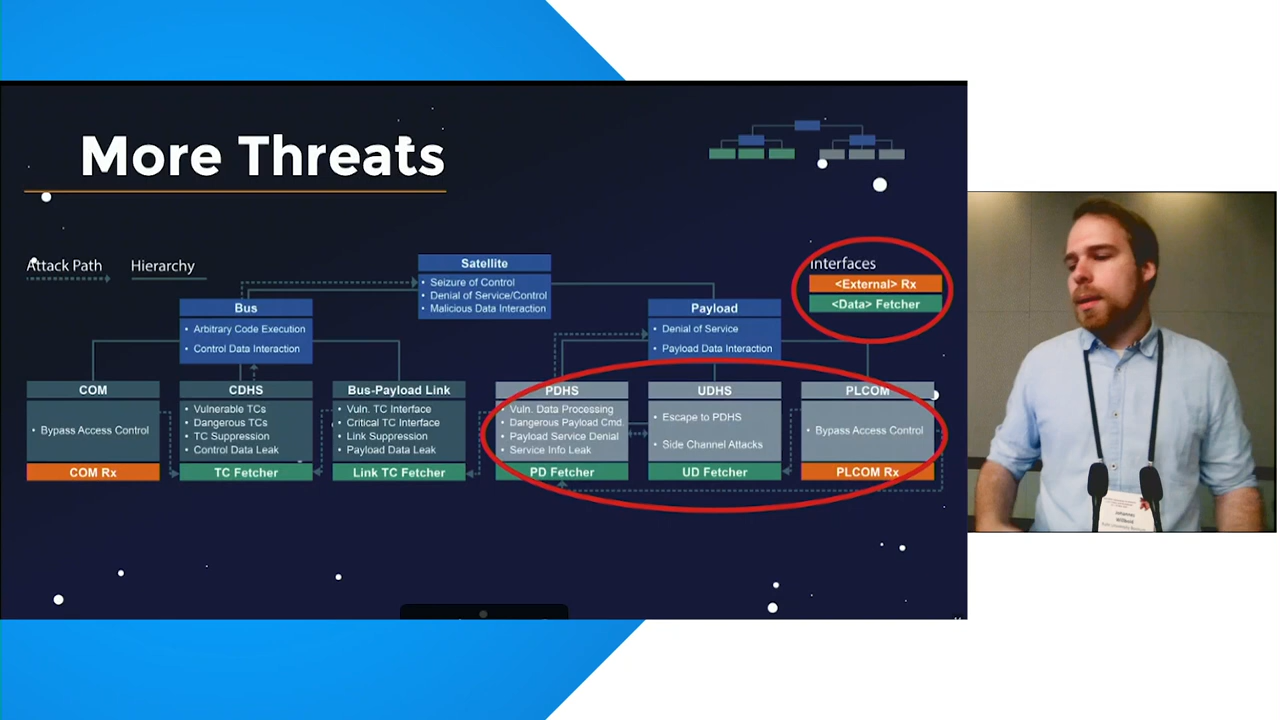 More Threats
Attack Path
Hierarchy
Interfaces
<External> Rx
<Data> Fetcher
Satellite
• Seizure of Control
• Denial of Service/Control
• Malicious Data Interaction
Bus
• Arbitrary Code Execution
• Control Data Interaction
Payload
• Denial of Service
• Payload Data Interaction
COM
• Bypass Access Control
COM Rx
CDHS
• Vulnerable TCs
• Dangerous TCs
• TC Suppression
• Control Data Leak
TC Fetcher
Bus-Payload Link
• Vuln. TC Interface
• Critical TC Interface
• Link Suppression
• Payload Data Leak
Link TC Fetcher
PDHS
• Vuln. Data Processing
• Dangerous Payload Cmd.
• Payload Service Denial
• Service Info Leak
PD Fetcher
UDHS
• Escape to PDHS
• Side Channel Attacks
UD Fetcher
PLCOM
• Bypass Access Control
PLCOM Rx
Johannes
Willbold